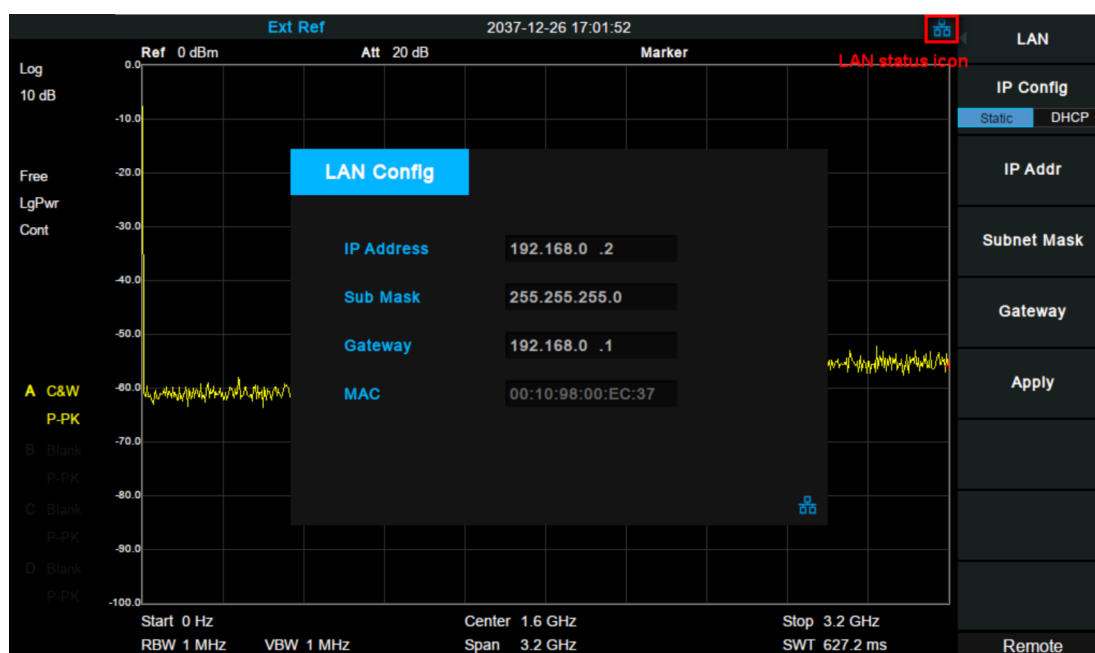 Ext Ref 2037-12-26 17:01:52
LAN
Ref 0 dBm Att 20 dB Marker
LAN status icon
Log
10 dB
Free
LgPwr
Cont
A C&W
P-PK
B Blank
P-PK
C Blank
P-PK
D Blank
P-PK
0.0
-10.0
-20.0
-30.0
-40.0
-50.0
-60.0
-70.0
-80.0
-90.0
-100.0
LAN Config
IP Address 192.168.0 .2
Sub Mask 255.255.255.0
Gateway 192.168.0 .1
MAC 00:10:98:00:EC:37
IP Config
Static DHCP
IP Addr
Subnet Mask
Gateway
Apply
Start 0 Hz Center 1.6 GHz Stop 3.2 GHz
RBW 1 MHz VBW 1 MHz Span 3.2 GHz SWT 627.2 ms
Remote